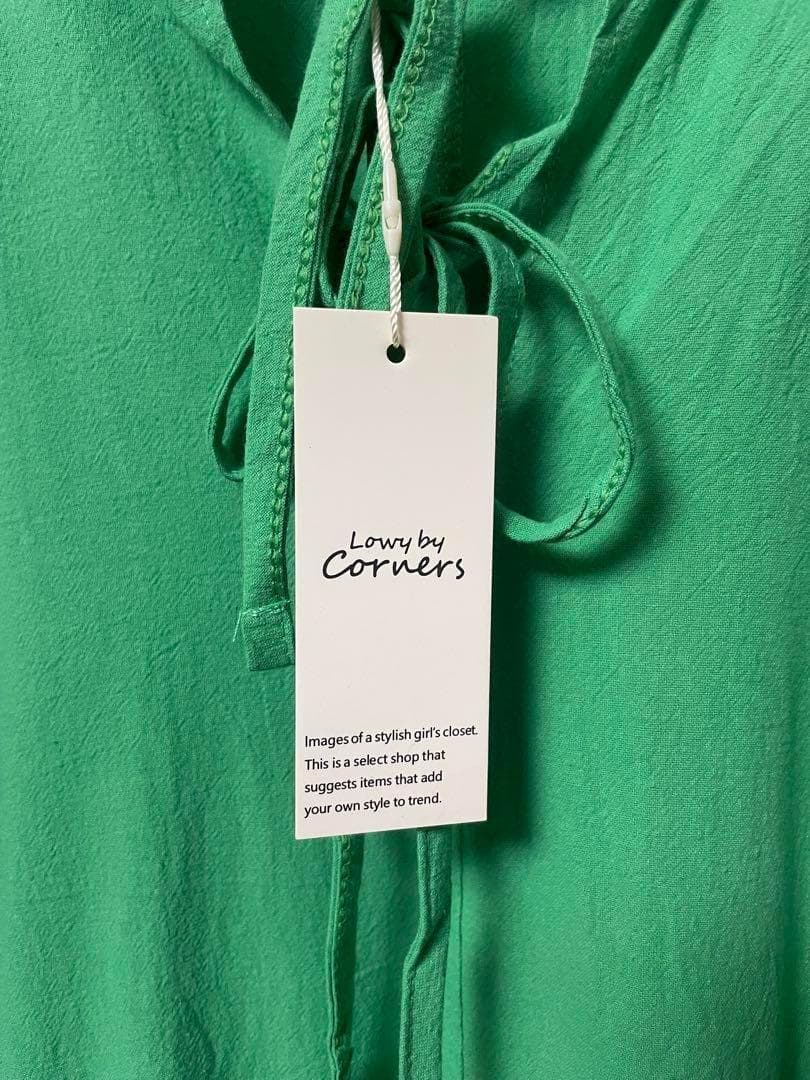 Lowy by
Corners
Images of a stylish girl's closet.
This is a select shop that
suggests items that add
your own style to trend.